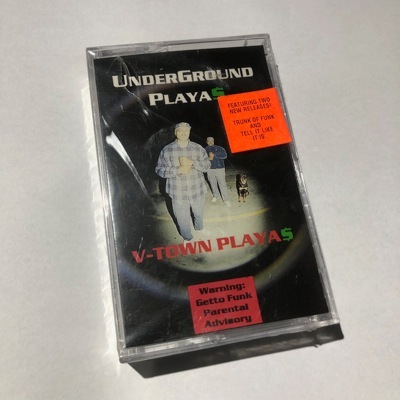 UNDERGROUND
PLAYA$
FEATURING TWO
NEW RELEASES!
TRUNK OF FUNK
AND
TELL IT LIKE
IT IS
V-TOWN PLAYA$
Warning:
Getto Funk
Parental
Advisory